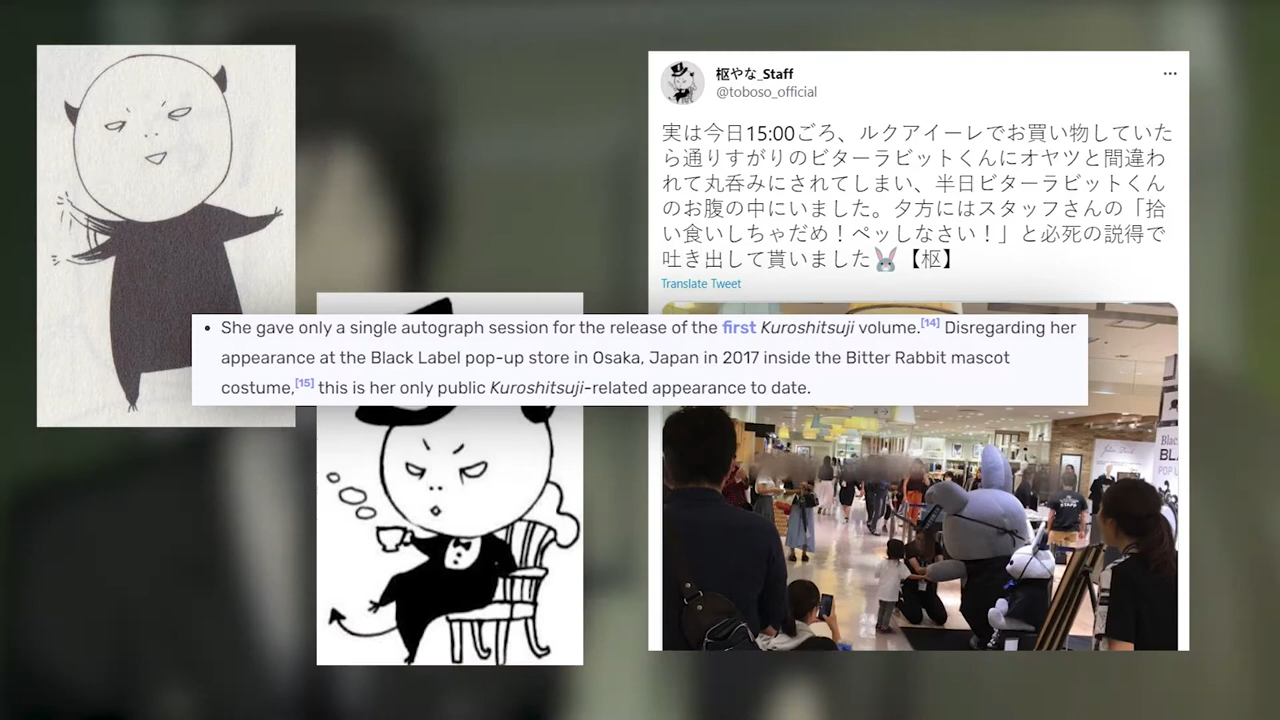 枢やな_Staff
@toboso_official
実は今日15:00ごろ、ルクアイーレでお買い物していた
ら通りすがりのビターラビットくんにオヤツと間違わ
れて丸呑みにされてしまい、半日ビターラビットくん
のお腹の中にいました。夕方にはスタッフさんの「拾
い食いしちゃだめ！ペッしなさい！」と必死の説得で
吐き出して貰いました🐰【枢】
Translate Tweet
• She gave only a single autograph session for the release of the first Kuroshitsuji volume.[14] Disregarding her
appearance at the Black Label pop-up store in Osaka, Japan in 2017 inside the Bitter Rabbit mascot
costume,[15] this is her only public Kuroshitsuji-related appearance to date.